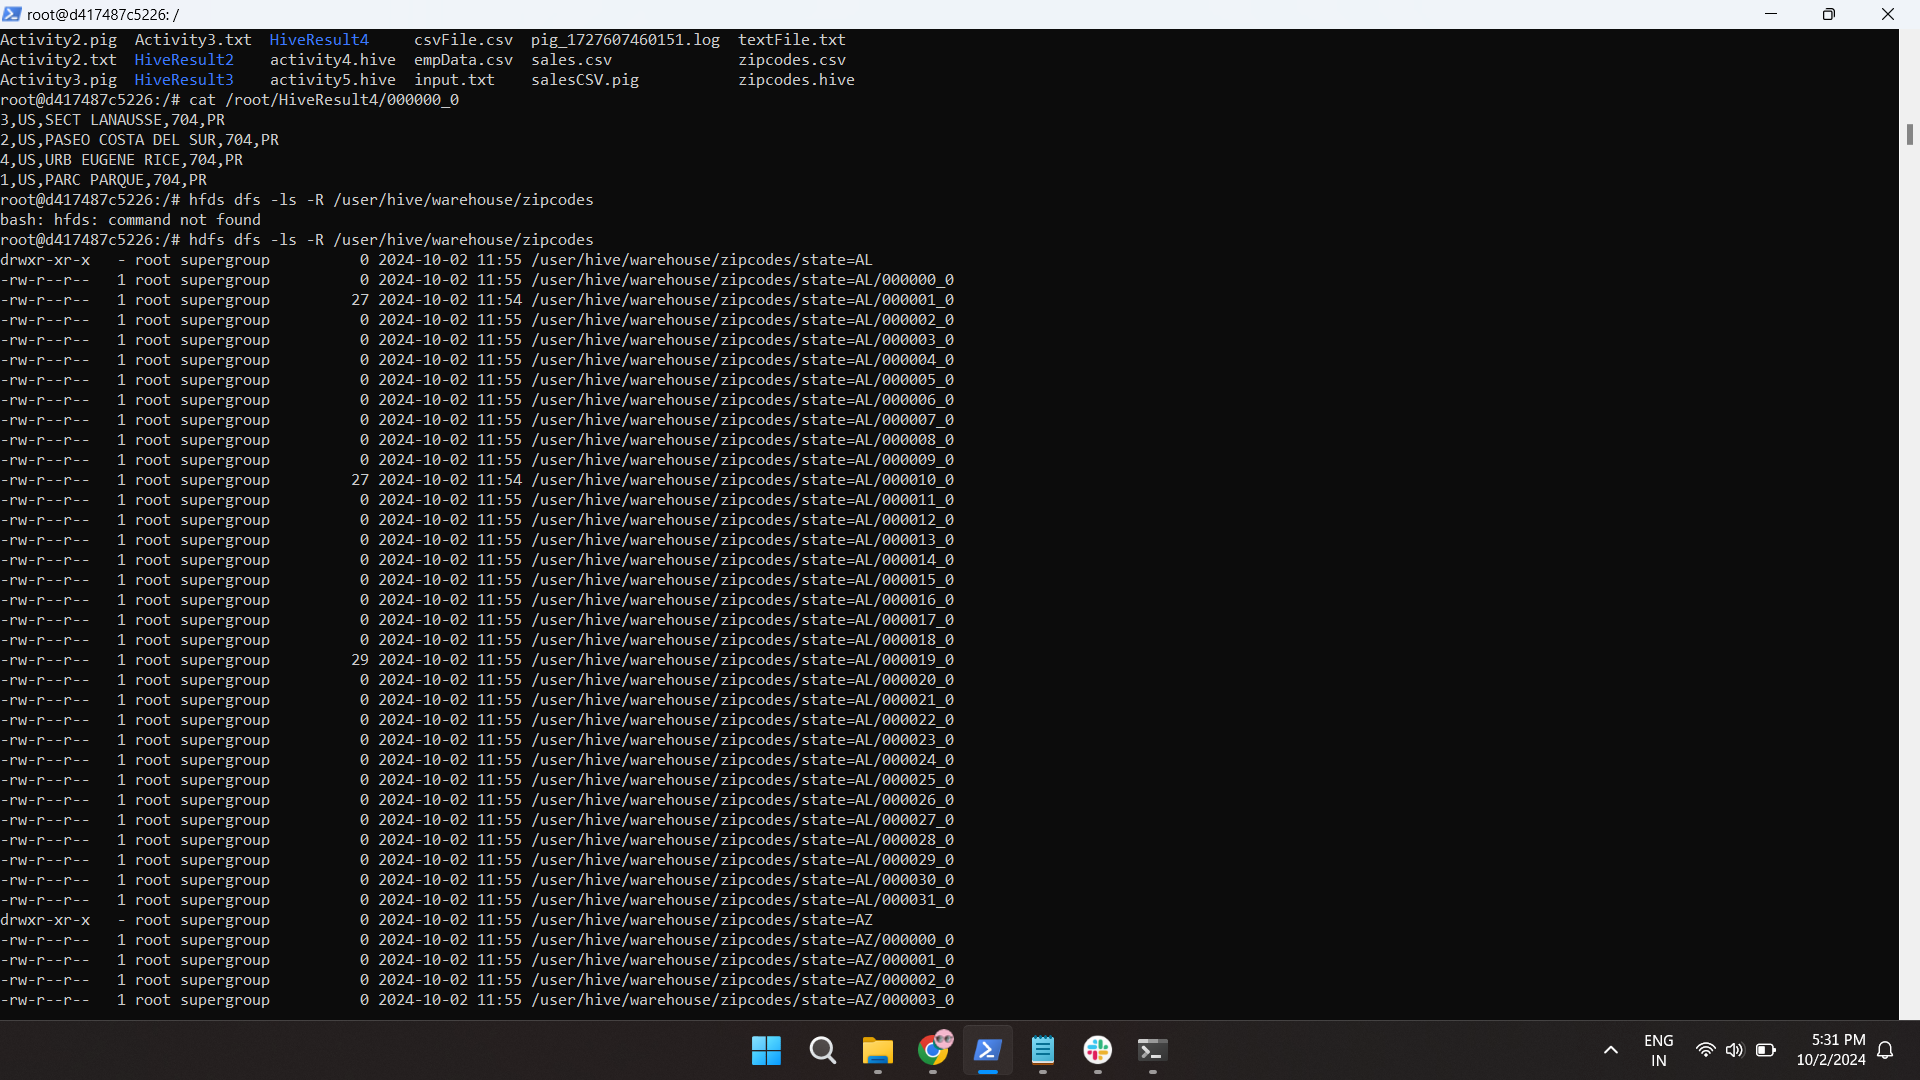 root@d417487c5226: /
Activity2.pig  Activity3.txt  HiveResult4     csvFile.csv  pig_1727607460151.log  textFile.txt
Activity2.txt  HiveResult2    activity4.hive  empData.csv  sales.csv              zipcodes.csv
Activity3.pig  HiveResult3    activity5.hive  input.txt    salesCSV.pig           zipcodes.hive
root@d417487c5226:/# cat /root/HiveResult4/000000_0
3,US,SECT LANAUSSE,704,PR
2,US,PASEO COSTA DEL SUR,704,PR
4,US,URB EUGENE RICE,704,PR
1,US,PARC PARQUE,704,PR
root@d417487c5226:/# hfds dfs -ls -R /user/hive/warehouse/zipcodes
bash: hfds: command not found
root@d417487c5226:/# hdfs dfs -ls -R /user/hive/warehouse/zipcodes
drwxr-xr-x   - root supergroup          0 2024-10-02 11:55 /user/hive/warehouse/zipcodes/state=AL
-rw-r--r--   1 root supergroup          0 2024-10-02 11:55 /user/hive/warehouse/zipcodes/state=AL/000000_0
-rw-r--r--   1 root supergroup         27 2024-10-02 11:54 /user/hive/warehouse/zipcodes/state=AL/000001_0
-rw-r--r--   1 root supergroup          0 2024-10-02 11:55 /user/hive/warehouse/zipcodes/state=AL/000002_0
-rw-r--r--   1 root supergroup          0 2024-10-02 11:55 /user/hive/warehouse/zipcodes/state=AL/000003_0
-rw-r--r--   1 root supergroup          0 2024-10-02 11:55 /user/hive/warehouse/zipcodes/state=AL/000004_0
-rw-r--r--   1 root supergroup          0 2024-10-02 11:55 /user/hive/warehouse/zipcodes/state=AL/000005_0
-rw-r--r--   1 root supergroup          0 2024-10-02 11:55 /user/hive/warehouse/zipcodes/state=AL/000006_0
-rw-r--r--   1 root supergroup          0 2024-10-02 11:55 /user/hive/warehouse/zipcodes/state=AL/000007_0
-rw-r--r--   1 root supergroup          0 2024-10-02 11:55 /user/hive/warehouse/zipcodes/state=AL/000008_0
-rw-r--r--   1 root supergroup          0 2024-10-02 11:55 /user/hive/warehouse/zipcodes/state=AL/000009_0
-rw-r--r--   1 root supergroup         27 2024-10-02 11:54 /user/hive/warehouse/zipcodes/state=AL/000010_0
-rw-r--r--   1 root supergroup          0 2024-10-02 11:55 /user/hive/warehouse/zipcodes/state=AL/000011_0
-rw-r--r--   1 root supergroup          0 2024-10-02 11:55 /user/hive/warehouse/zipcodes/state=AL/000012_0
-rw-r--r--   1 root supergroup          0 2024-10-02 11:55 /user/hive/warehouse/zipcodes/state=AL/000013_0
-rw-r--r--   1 root supergroup          0 2024-10-02 11:55 /user/hive/warehouse/zipcodes/state=AL/000014_0
-rw-r--r--   1 root supergroup          0 2024-10-02 11:55 /user/hive/warehouse/zipcodes/state=AL/000015_0
-rw-r--r--   1 root supergroup          0 2024-10-02 11:55 /user/hive/warehouse/zipcodes/state=AL/000016_0
-rw-r--r--   1 root supergroup          0 2024-10-02 11:55 /user/hive/warehouse/zipcodes/state=AL/000017_0
-rw-r--r--   1 root supergroup          0 2024-10-02 11:55 /user/hive/warehouse/zipcodes/state=AL/000018_0
-rw-r--r--   1 root supergroup         29 2024-10-02 11:55 /user/hive/warehouse/zipcodes/state=AL/000019_0
-rw-r--r--   1 root supergroup          0 2024-10-02 11:55 /user/hive/warehouse/zipcodes/state=AL/000020_0
-rw-r--r--   1 root supergroup          0 2024-10-02 11:55 /user/hive/warehouse/zipcodes/state=AL/000021_0
-rw-r--r--   1 root supergroup          0 2024-10-02 11:55 /user/hive/warehouse/zipcodes/state=AL/000022_0
-rw-r--r--   1 root supergroup          0 2024-10-02 11:55 /user/hive/warehouse/zipcodes/state=AL/000023_0
-rw-r--r--   1 root supergroup          0 2024-10-02 11:55 /user/hive/warehouse/zipcodes/state=AL/000024_0
-rw-r--r--   1 root supergroup          0 2024-10-02 11:55 /user/hive/warehouse/zipcodes/state=AL/000025_0
-rw-r--r--   1 root supergroup          0 2024-10-02 11:55 /user/hive/warehouse/zipcodes/state=AL/000026_0
-rw-r--r--   1 root supergroup          0 2024-10-02 11:55 /user/hive/warehouse/zipcodes/state=AL/000027_0
-rw-r--r--   1 root supergroup          0 2024-10-02 11:55 /user/hive/warehouse/zipcodes/state=AL/000028_0
-rw-r--r--   1 root supergroup          0 2024-10-02 11:55 /user/hive/warehouse/zipcodes/state=AL/000029_0
-rw-r--r--   1 root supergroup          0 2024-10-02 11:55 /user/hive/warehouse/zipcodes/state=AL/000030_0
-rw-r--r--   1 root supergroup          0 2024-10-02 11:55 /user/hive/warehouse/zipcodes/state=AL/000031_0
drwxr-xr-x   - root supergroup          0 2024-10-02 11:55 /user/hive/warehouse/zipcodes/state=AZ
-rw-r--r--   1 root supergroup          0 2024-10-02 11:55 /user/hive/warehouse/zipcodes/state=AZ/000000_0
-rw-r--r--   1 root supergroup          0 2024-10-02 11:55 /user/hive/warehouse/zipcodes/state=AZ/000001_0
-rw-r--r--   1 root supergroup          0 2024-10-02 11:55 /user/hive/warehouse/zipcodes/state=AZ/000002_0
-rw-r--r--   1 root supergroup          0 2024-10-02 11:55 /user/hive/warehouse/zipcodes/state=AZ/000003_0
ENG
IN
5:31 PM
10/2/2024